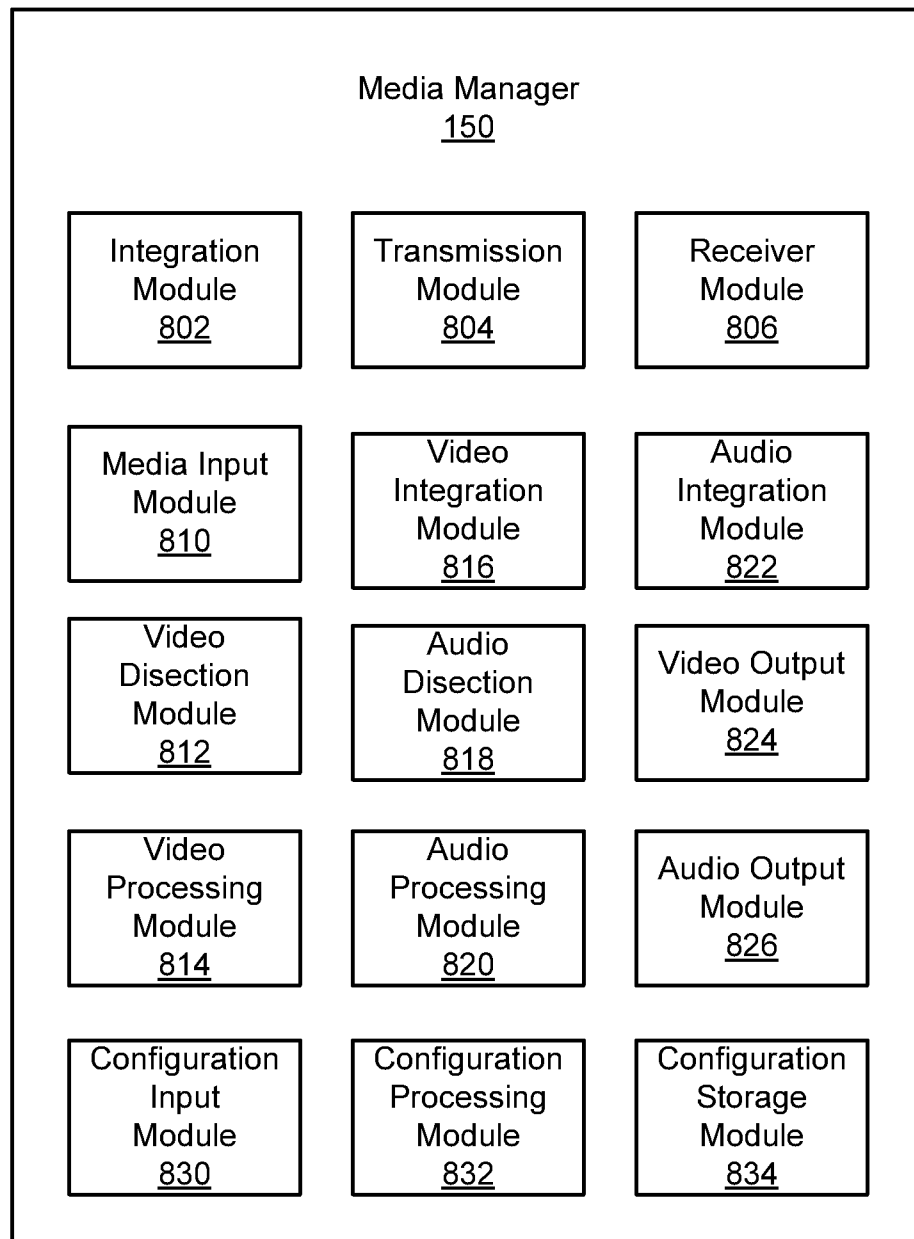 Media Manager
150
Integration
Module
802
Transmission
Module
804
Receiver
Module
806
Media Input
Module
810
Video
Integration
Module
816
Audio
Integration
Module
822
Video
Disection
Module
812
Audio
Disection
Module
818
Video Output
Module
824
Video
Processing
Module
814
Audio
Processing
Module
820
Audio Output
Module
826
Configuration
Input
Module
830
Configuration
Processing
Module
832
Configuration
Storage
Module
834